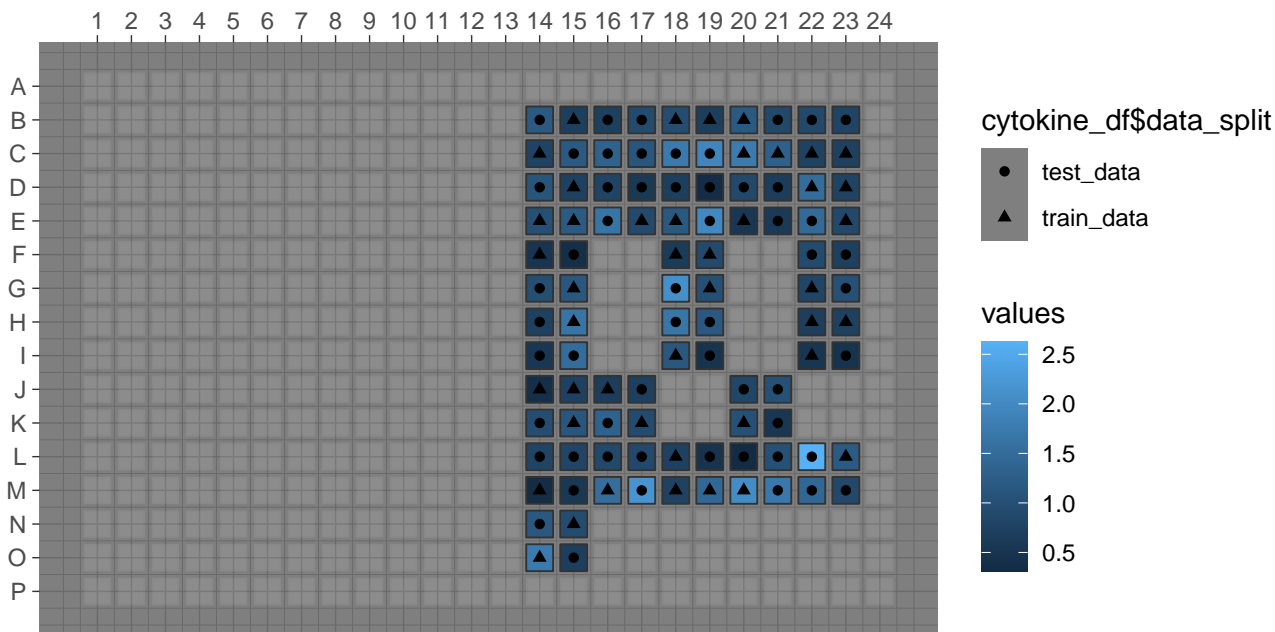 1 2 3 4 5 6 7 8 9 10 11 12 13 14 15 16 17 18 19 20 21 22 23 24
A
B
C
D
E
F
G
H
I
J
K
L
M
N
O
P
cytokine_df$data_split
test_data
train_data
values
2.5
2.0
1.5
1.0
0.5